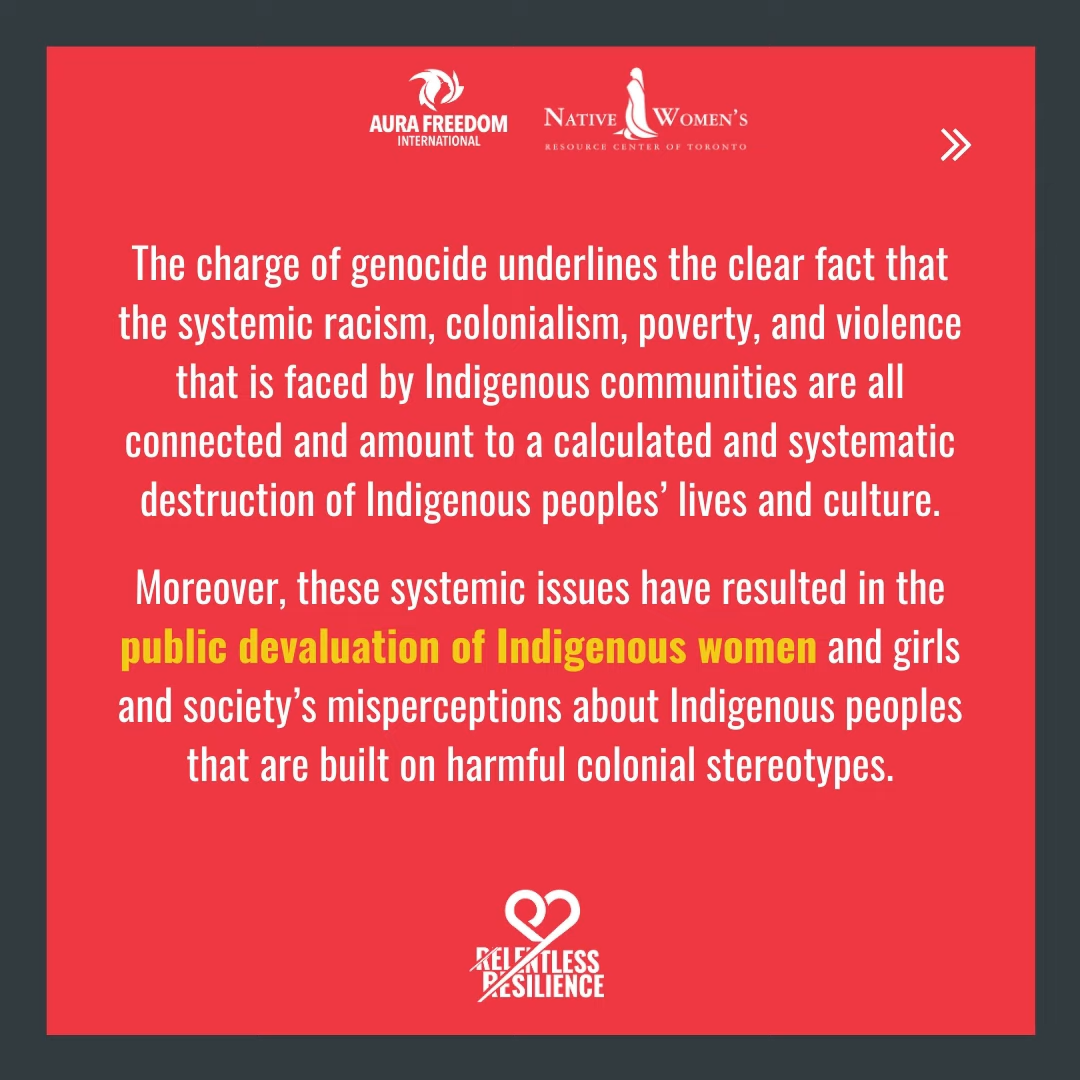 AURA FREEDOM
INTERNATIONAL
NATIVE WOMEN'S
RESOURCE CENTER OF TORONTO
The charge of genocide underlines the clear fact that
the systemic racism, colonialism, poverty, and violence
that is faced by Indigenous communities are all
connected and amount to a calculated and systematic
destruction of Indigenous peoples’ lives and culture.
Moreover, these systemic issues have resulted in the
public devaluation of Indigenous women and girls
and society’s misperceptions about Indigenous peoples
that are built on harmful colonial stereotypes.
RELENTLESS
RESILIENCE